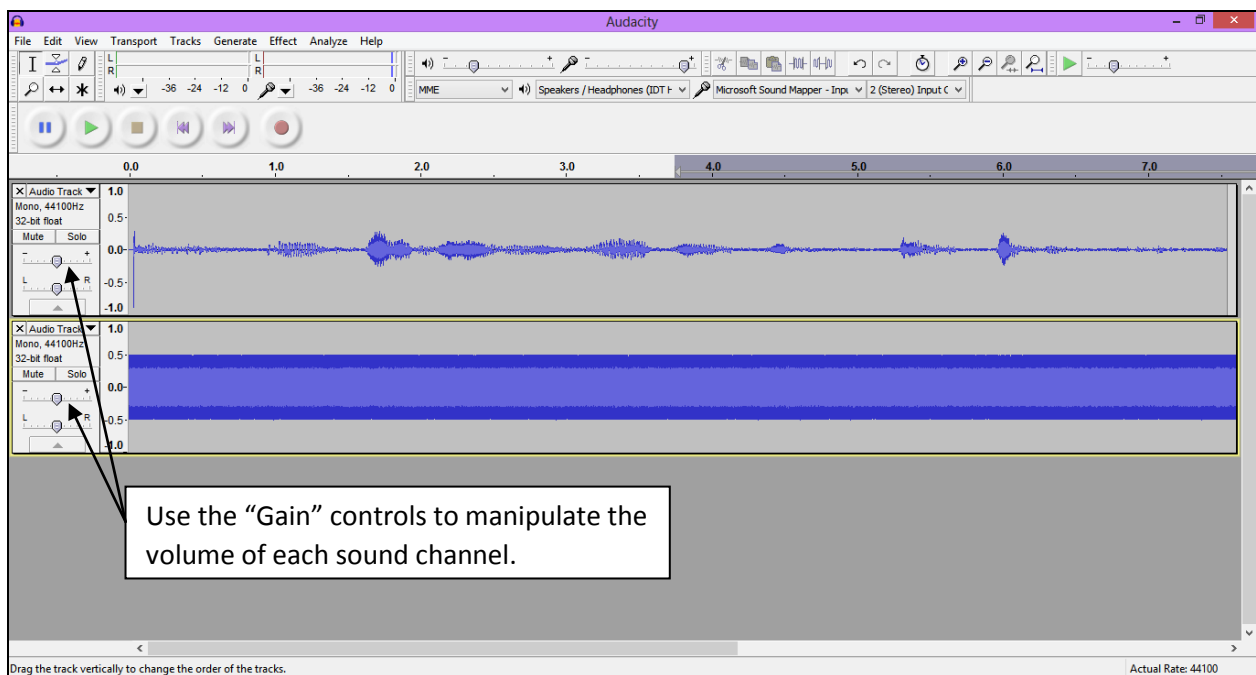 Audacity
File Edit View Transport Tracks Generate Effect Analyze Help
L L
R R
-36 -24 -12 0 -36 -24 -12 0
MME Speakers / Headphones (IDT H Microsoft Sound Mapper - Inpu 2 (Stereo) Input C
0.0 1.0 2.0 3.0 4.0 5.0 6.0 7.0
Audio Track 1.0
Mono, 44100Hz
32-bit float 0.5
Mute Solo
- + 0.0
L R -0.5
-1.0
Audio Track 1.0
Mono, 44100Hz
32-bit float 0.5
Mute Solo
- + 0.0
L R -0.5
-1.0
Use the “Gain” controls to manipulate the
volume of each sound channel.
Drag the track vertically to change the order of the tracks. Actual Rate: 44100